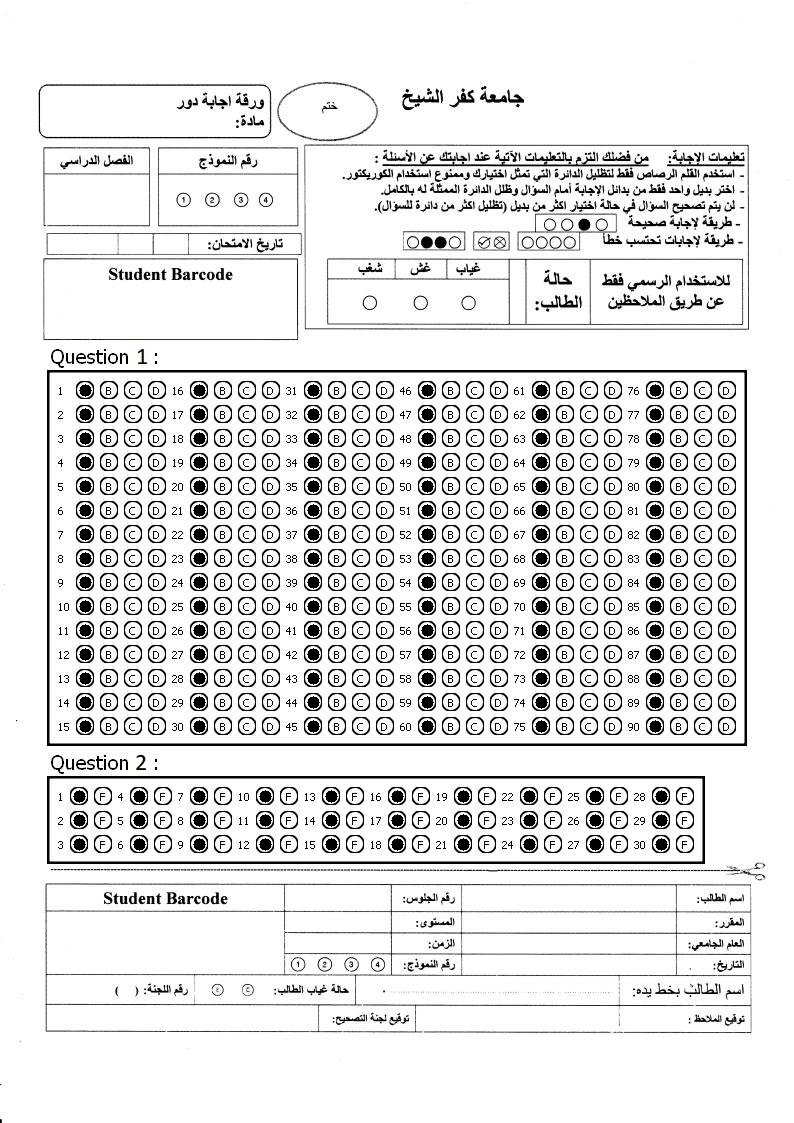 جامعة كفر الشيخ
ختم
ورقة اجابة دور
مادة:
تعليمات الإجابة: من فضلك التزم بالتعليمات الآتية عند اجابتك عن الأسئلة :
- استخدم القلم الرصاص فقط لتظليل الدائرة التي تمثل اختيارك وممنوع استخدام الكوريكتور.
- اختر بديل واحد فقط من بدائل الإجابة أمام السؤال وظلل الدائرة الممثلة له بالكامل.
- لن يتم تصحيح السؤال في حالة اختيار اكثر من بديل (تظليل اكثر من دائرة للسؤال).
- طريقة لإجابة صحيحة
- طريقة لإجابات تحتسب خطأ
رقم النموذج
1 2 3 4
الفصل الدراسي
تاريخ الامتحان:
Student Barcode
للاستخدام الرسمي فقط
عن طريق الملاحظين
حالة
الطالب:
غياب غش شغب
Question 1 :
1 B C D 16 B C D 31 B C D 46 B C D 61 B C D 76 B C D
2 B C D 17 B C D 32 B C D 47 B C D 62 B C D 77 B C D
3 B C D 18 B C D 33 B C D 48 B C D 63 B C D 78 B C D
4 B C D 19 B C D 34 B C D 49 B C D 64 B C D 79 B C D
5 B C D 20 B C D 35 B C D 50 B C D 65 B C D 80 B C D
6 B C D 21 B C D 36 B C D 51 B C D 66 B C D 81 B C D
7 B C D 22 B C D 37 B C D 52 B C D 67 B C D 82 B C D
8 B C D 23 B C D 38 B C D 53 B C D 68 B C D 83 B C D
9 B C D 24 B C D 39 B C D 54 B C D 69 B C D 84 B C D
10 B C D 25 B C D 40 B C D 55 B C D 70 B C D 85 B C D
11 B C D 26 B C D 41 B C D 56 B C D 71 B C D 86 B C D
12 B C D 27 B C D 42 B C D 57 B C D 72 B C D 87 B C D
13 B C D 28 B C D 43 B C D 58 B C D 73 B C D 88 B C D
14 B C D 29 B C D 44 B C D 59 B C D 74 B C D 89 B C D
15 B C D 30 B C D 45 B C D 60 B C D 75 B C D 90 B C D
Question 2 :
1 F 4 F 7 F 10 F 13 F 16 F 19 F 22 F 25 F 28 F
2 F 5 F 8 F 11 F 14 F 17 F 20 F 23 F 26 F 29 F
3 F 6 F 9 F 12 F 15 F 18 F 21 F 24 F 27 F 30 F
Student Barcode
اسم الطالب: رقم الجلوس:
المقرر: المستوى:
العام الجامعي: الزمن:
التاريخ: رقم النموذج: 1 2 3 4
اسم الطالب بخط يده: حالة غياب الطالب: رقم اللجنة: ( )
توقيع الملاحظ : توقيع لجنة التصحيح: